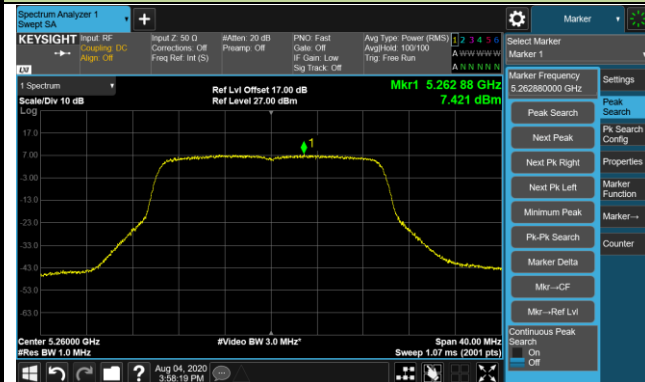 Spectrum Analyzer 1
Swept SA
+
Marker
KEYSIGHT
Input: RF
Coupling: DC
Align: Off
Input Z: 50 Ω
Corrections: Off
Freq Ref: Int (S)
#Atten: 20 dB
Preamp: Off
PNO: Fast
Gate: Off
IF Gain: Low
Sig Track: Off
Avg Type: Power (RMS)
Avg|Hold: 100/100
Trig: Free Run
1 2 3 4 5 6
A W W W W W
A N N N N N
LXI
Select Marker
Marker 1
1 Spectrum
Scale/Div 10 dB
Log
Ref Lvl Offset 17.00 dB
Ref Level 27.00 dBm
Mkr1 5.262 88 GHz
7.421 dBm
17.0
7.00
-3.00
-13.0
-23.0
-33.0
-43.0
-53.0
-63.0
1
Center 5.26000 GHz
#Res BW 1.0 MHz
#Video BW 3.0 MHz*
Span 40.00 MHz
Sweep 1.07 ms (2001 pts)
Marker Frequency
5.262880000 GHz
Peak Search
Next Peak
Next Pk Right
Next Pk Left
Minimum Peak
Pk-Pk Search
Marker Delta
Mkr→CF
Mkr→Ref Lvl
Continuous Peak
Search
On
Off
Settings
Peak
Search
Pk Search
Config
Properties
Marker
Function
Marker→
Counter
?
Aug 04, 2020
3:58:19 PM